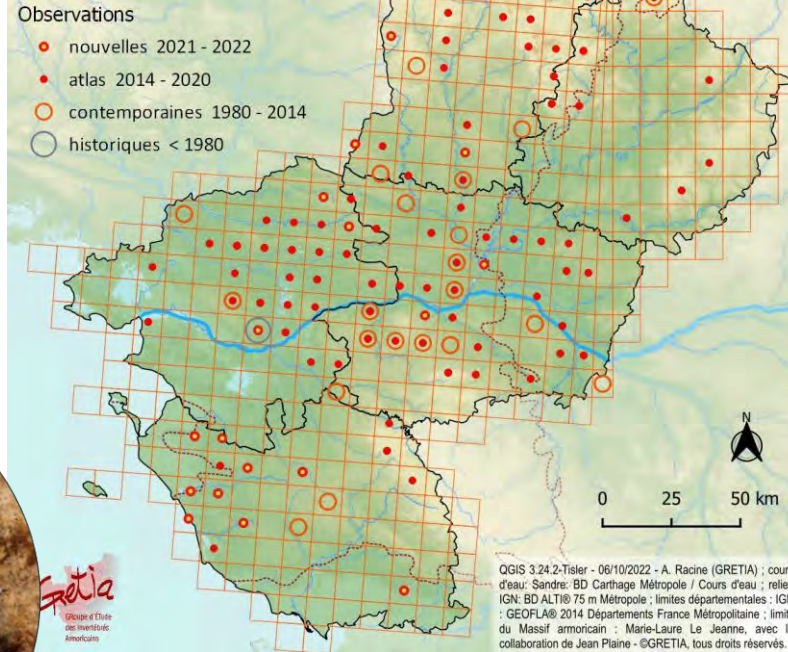 Observations
nouvelles 2021 - 2022
atlas 2014 - 2020
contemporaines 1980 - 2014
historiques < 1980
N
0 25 50 km
Gretia
Groupe d'Étude
des Invertébrés
Armoricains
QGIS 3.24.2-Tisler - 06/10/2022 - A. Racine (GRETIA) ; cour
d'eau: Sandre: BD Carthage Métropole / Cours d'eau ; relie
IGN: BD ALTI® 75 m Métropole ; limites départementales : IGN
: GEOFLA® 2014 Départements France Métropolitaine ; limit
du Massif armoricain : Marie-Laure Le Jeanne, avec l
collaboration de Jean Plaine - ©GRETIA, tous droits réservés.